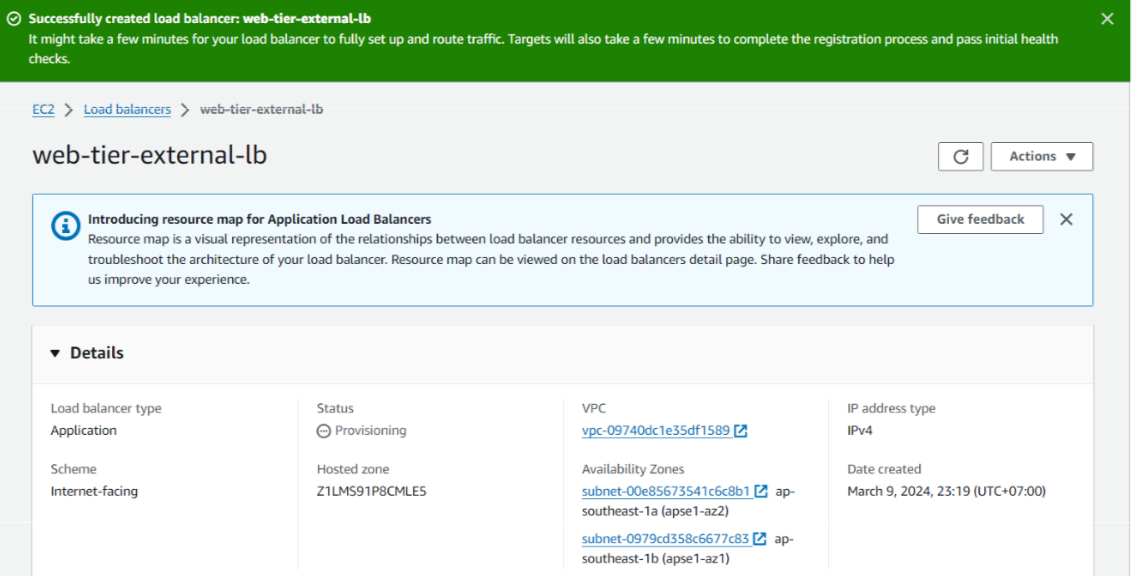 Successfully created load balancer: web-tier-external-lb
It might take a few minutes for your load balancer to fully set up and route traffic. Targets will also take a few minutes to complete the registration process and pass initial health
checks.
EC2 > Load balancers > web-tier-external-lb
web-tier-external-lb
Actions
Introducing resource map for Application Load Balancers
Give feedback
Resource map is a visual representation of the relationships between load balancer resources and provides the ability to view, explore, and
troubleshoot the architecture of your load balancer. Resource map can be viewed on the load balancers detail page. Share feedback to help
us improve your experience.
Details
Load balancer type
Application
Scheme
Internet-facing
Status
Provisioning
Hosted zone
Z1LMS91P8CMLE5
VPC
vpc-09740dc1e35df1589
Availability Zones
subnet-00e85673541c6c8b1 ap-
southeast-1a (apse1-az2)
subnet-0979cd358c6677c83 ap-
southeast-1b (apse1-az1)
IP address type
IPv4
Date created
March 9, 2024, 23:19 (UTC+07:00)